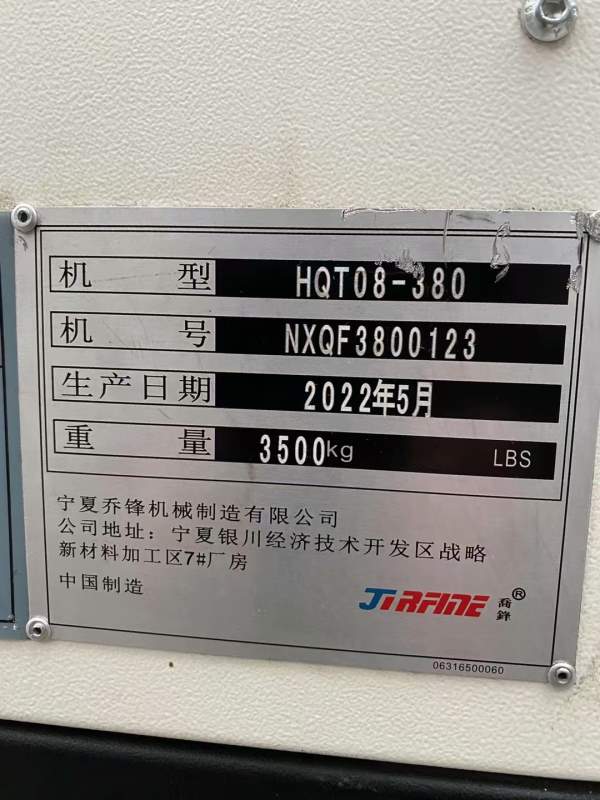 机型 HQT08-380
机号 NXQF3800123
生产日期 2022年5月
重量 3500kg LBS
宁夏乔锋机械制造有限公司
公司地址：宁夏银川经济技术开发区战略
新材料加工区7#厂房
中国制造
JIRFINE 喬鋒®
06316500060